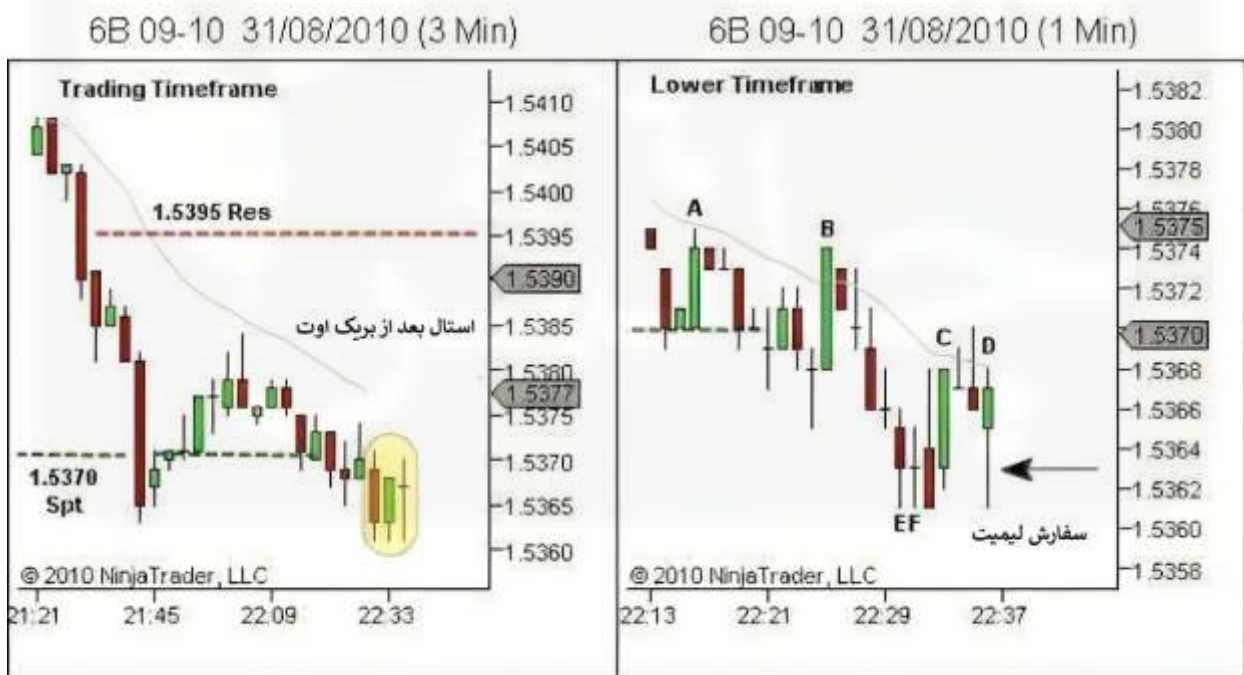 6B 09-10 31/08/2010 (3 Min)
Trading Timeframe
1.5395 Res
استال بعد از بریک اوت
1.5370
Spt
1.5410
1.5405
1.5400
1.5395
1.5390
1.5385
1.5380
1.5377
1.5375
1.5370
1.5365
1.5360
© 2010 NinjaTrader, LLC
21:21 21:45 22:09 22:33
6B 09-10 31/08/2010 (1 Min)
Lower Timeframe
A
B
C
D
EF
سفارش لیمیت
1.5382
1.5380
1.5378
1.5376
1.5375
1.5374
1.5372
1.5370
1.5368
1.5366
1.5364
1.5362
1.5360
1.5358
© 2010 NinjaTrader, LLC
22:13 22:21 22:29 22:37